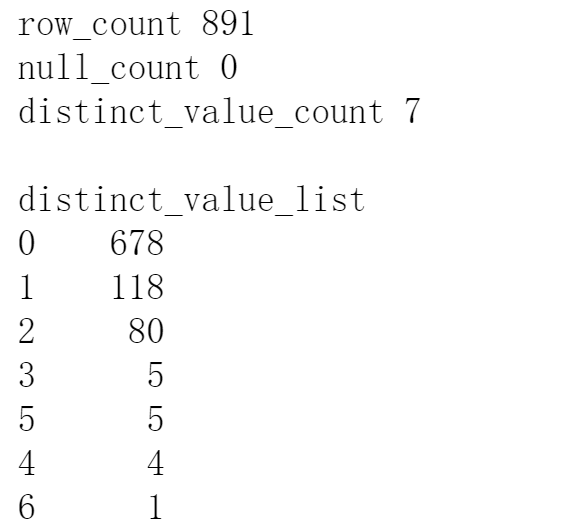 row_count 891
null_count 0
distinct_value_count 7

distinct_value_list
0    678
1    118
2     80
3      5
5      5
4      4
6      1